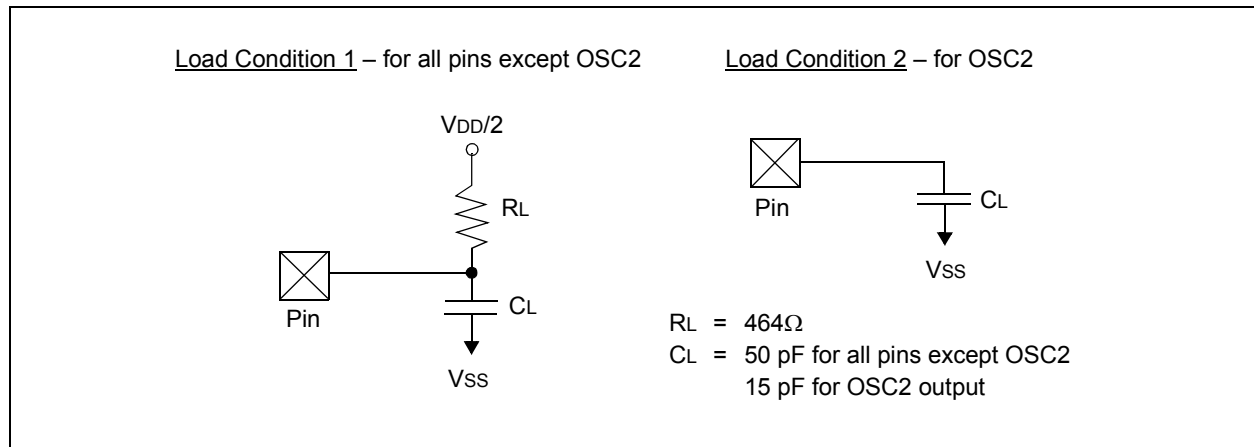 Load Condition 1 – for all pins except OSC2
VDD/2
RL
Pin
CL
VSS
Load Condition 2 – for OSC2
Pin
CL
VSS
RL = 464Ω
CL = 50 pF for all pins except OSC2
15 pF for OSC2 output